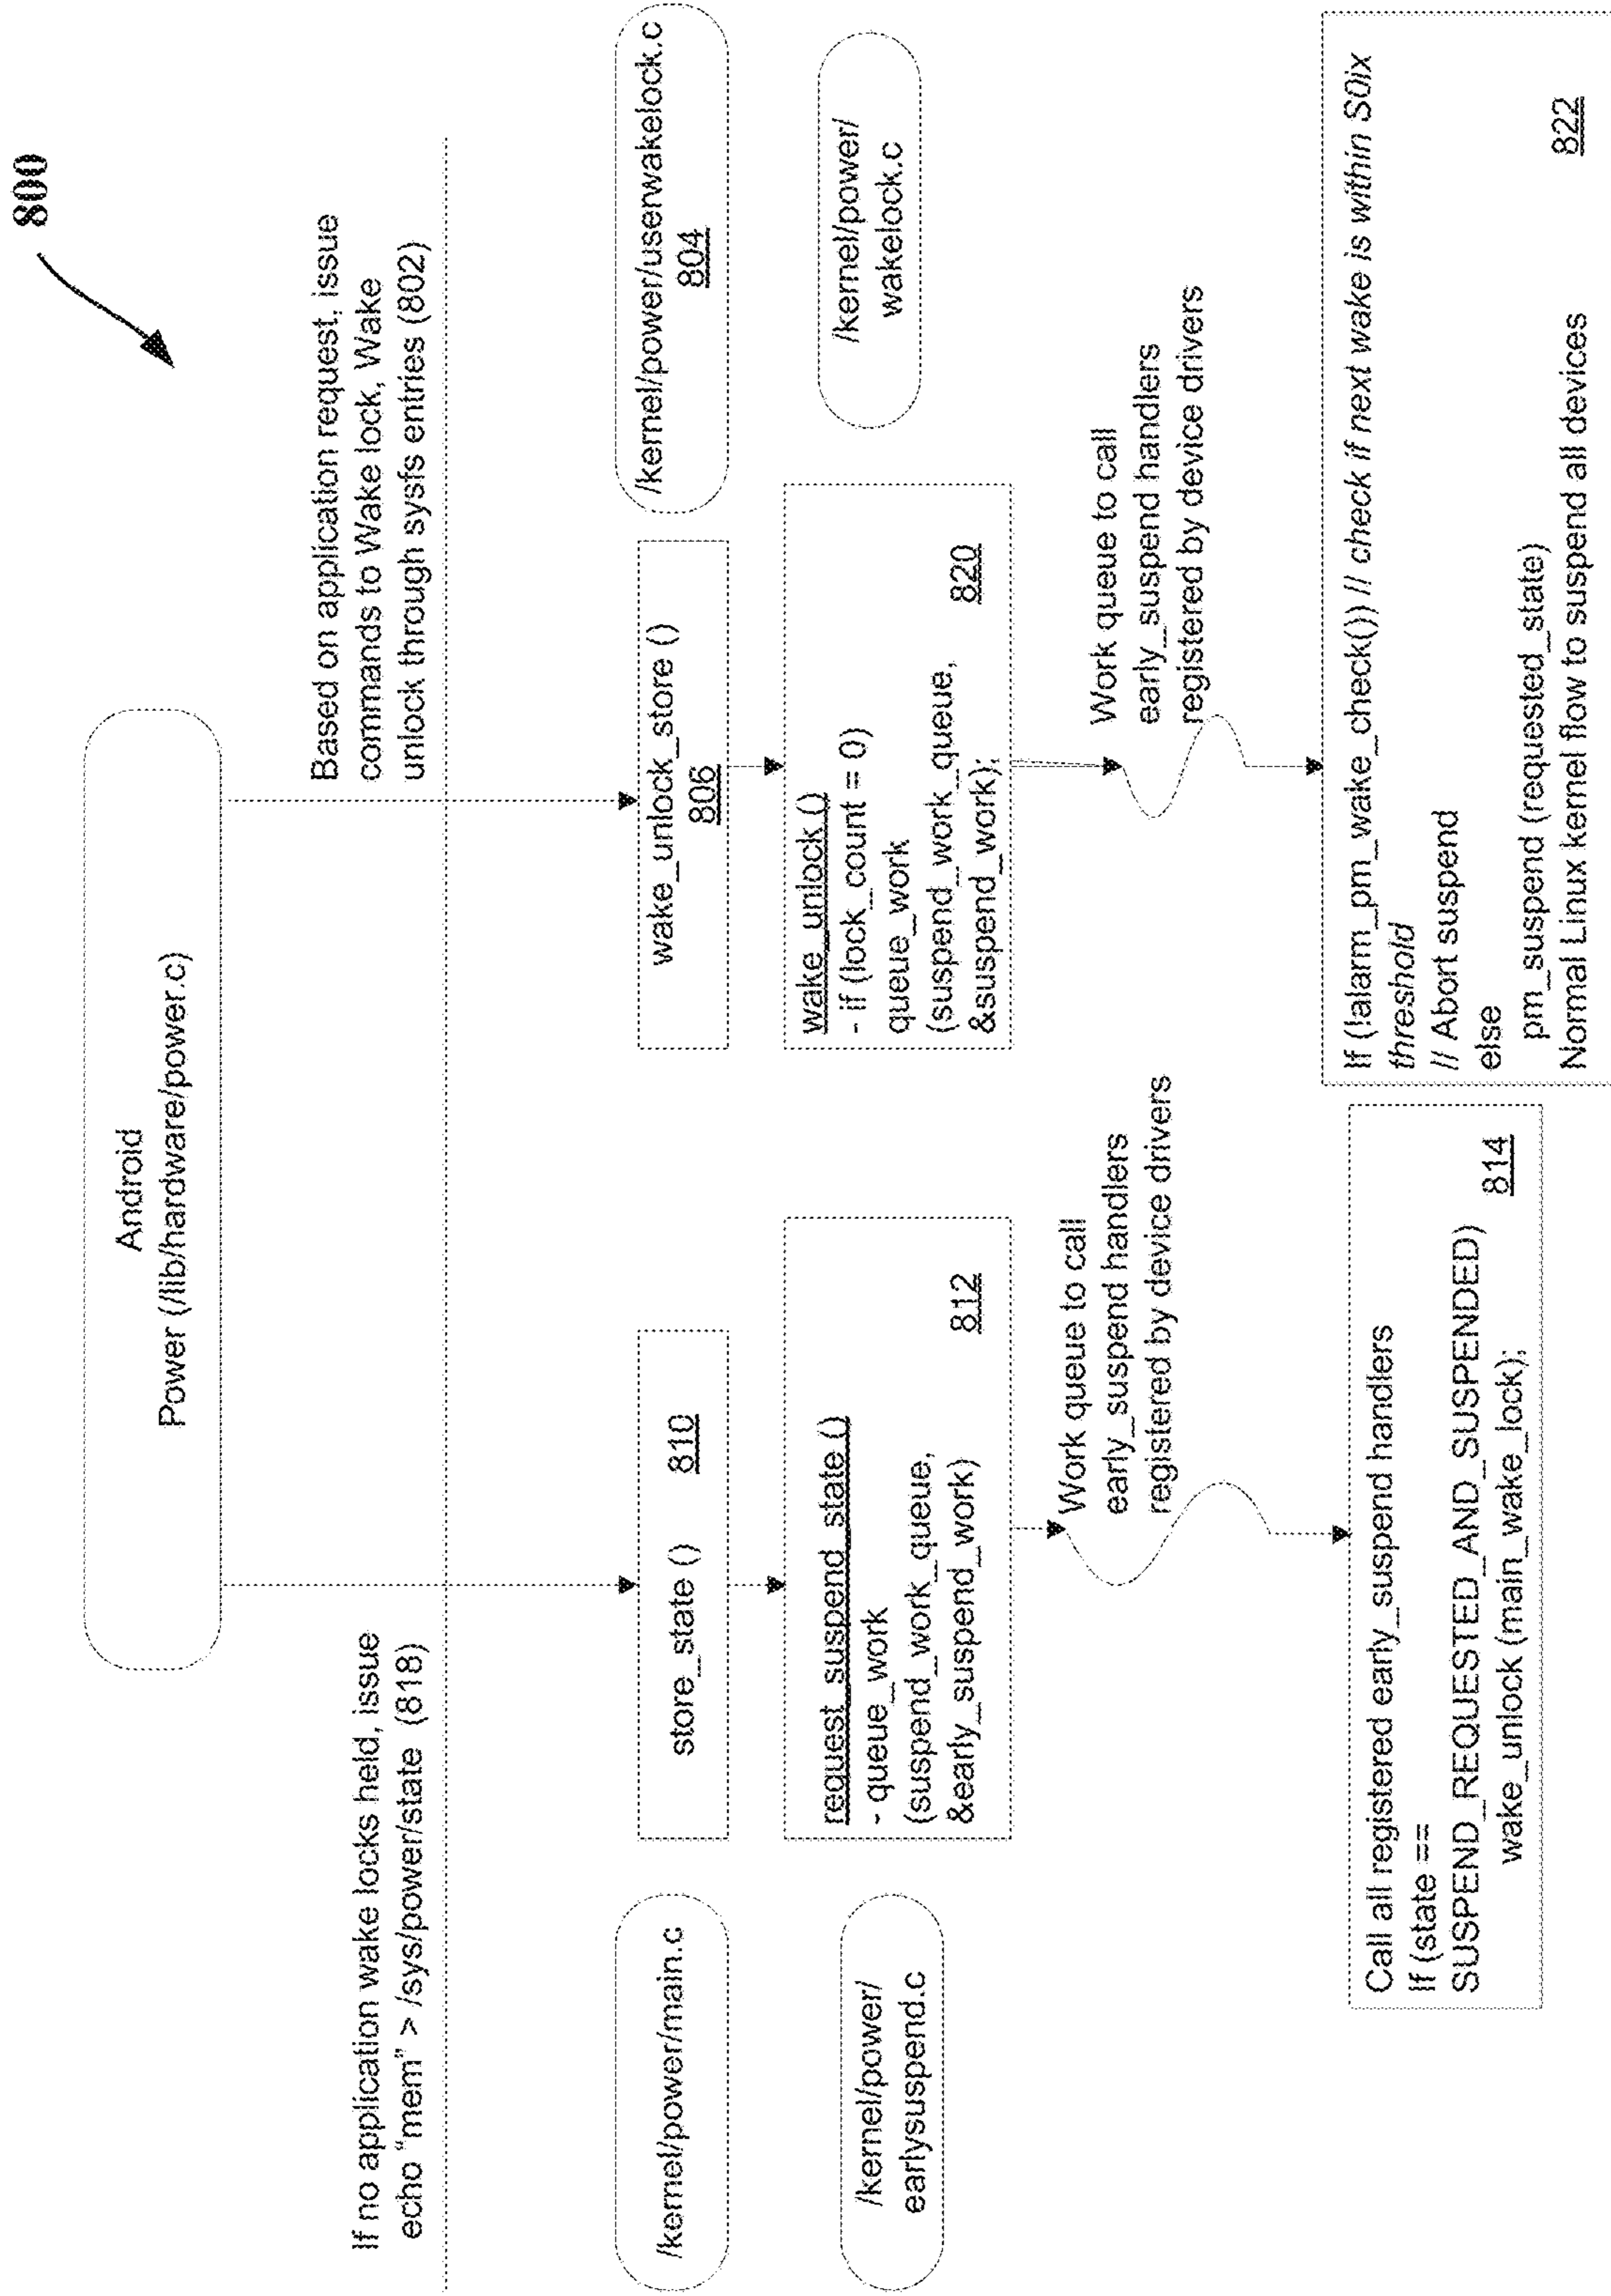 800
Android
Power (/lib/hardware/power.c)
If no application wake locks held, issue
echo "mem" > /sys/power/state (818)
Based on application request, issue
commands to Wake lock, Wake
unlock through sysfs entries (802)
/kernel/power/main.c
store_state () 810
wake_unlock_store ()
806
/kernel/power/userwakelock.c
804
/kernel/power/
earlysuspend.c
request_suspend_state ()
- queue_work
(suspend_work_queue,
&early_suspend_work)
812
wake_unlock ()
- if (lock_count = 0)
queue_work
(suspend_work_queue,
&suspend_work);
820
/kernel/power/
wakelock.c
Work queue to call
early_suspend handlers
registered by device drivers
Work queue to call
early_suspend handlers
registered by device drivers
Call all registered early_suspend handlers
If (state ==
SUSPEND_REQUESTED_AND_SUSPENDED)
wake_unlock (main_wake_lock);
814
If (!alarm_pm_wake_check()) // check if next wake is within S0ix
threshold
// Abort suspend
else
pm_suspend (requested_state)
Normal Linux kernel flow to suspend all devices
822